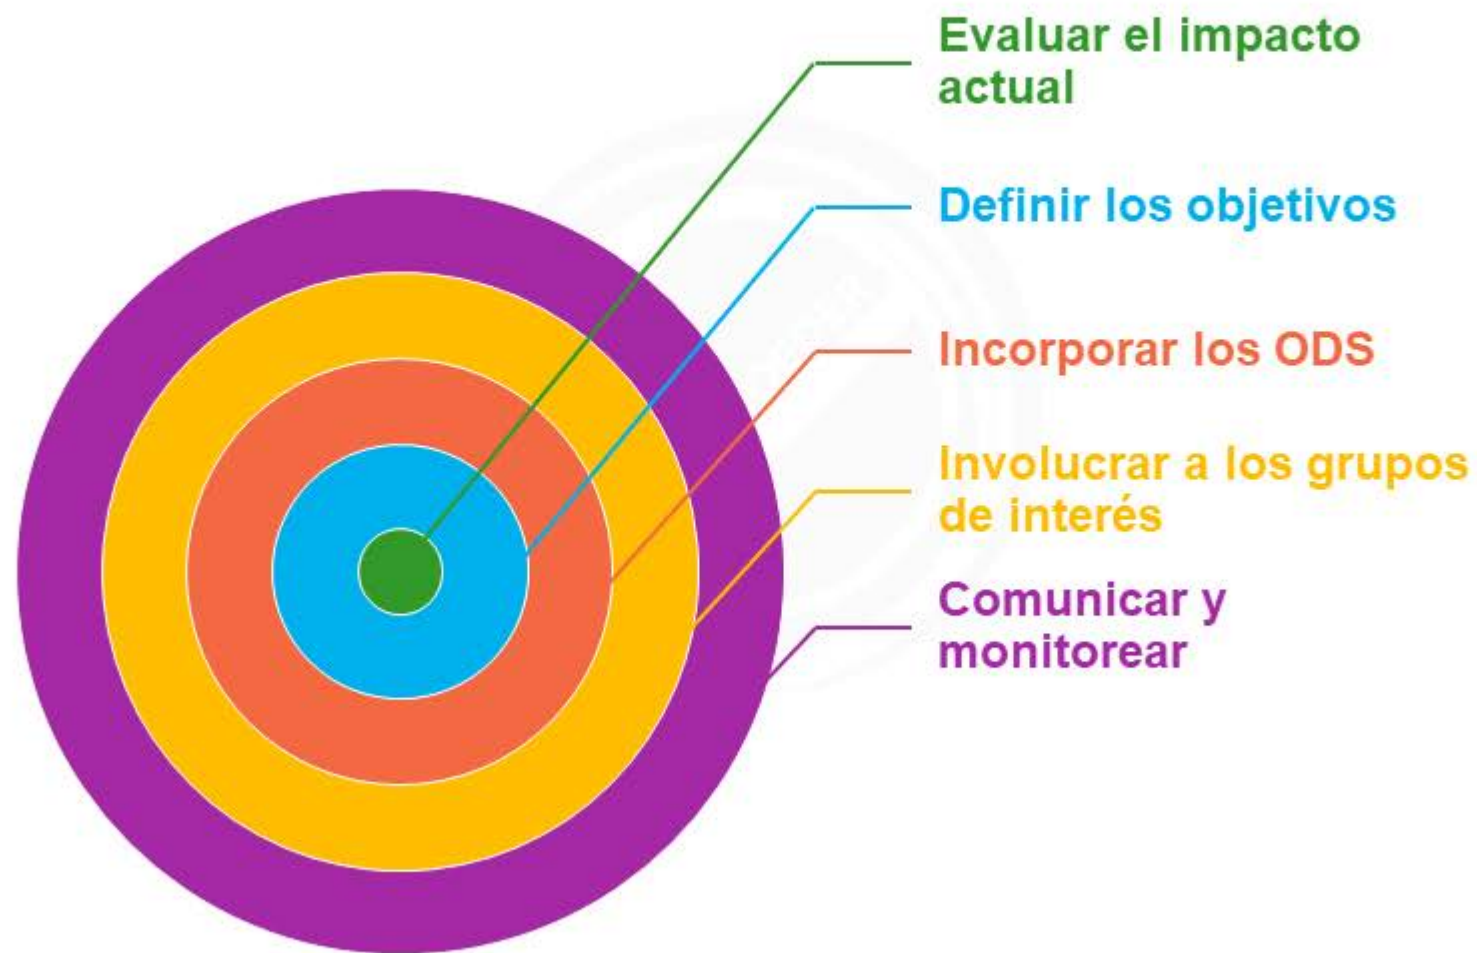 Evaluar el impacto
actual
Definir los objetivos
Incorporar los ODS
Involucrar a los grupos
de interés
Comunicar y
monitorear